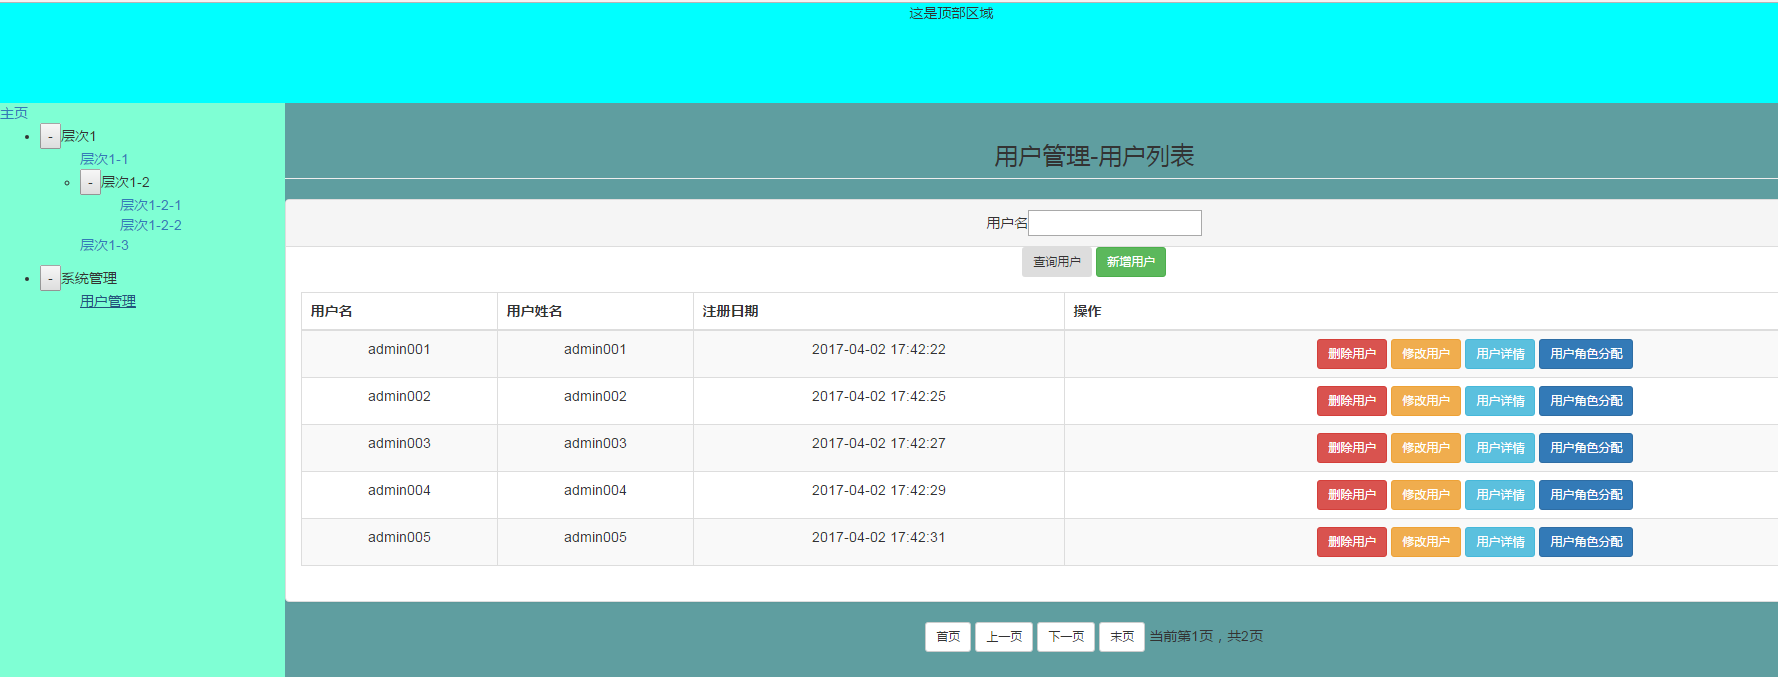 这是顶部区域
主页
- 层次1
层次1-1
- 层次1-2
层次1-2-1
层次1-2-2
层次1-3
- 系统管理
用户管理
用户管理-用户列表
用户名
查询用户 新增用户
用户名 用户姓名 注册日期 操作
admin001 admin001 2017-04-02 17:42:22 删除用户 修改用户 用户详情 用户角色分配
admin002 admin002 2017-04-02 17:42:25 删除用户 修改用户 用户详情 用户角色分配
admin003 admin003 2017-04-02 17:42:27 删除用户 修改用户 用户详情 用户角色分配
admin004 admin004 2017-04-02 17:42:29 删除用户 修改用户 用户详情 用户角色分配
admin005 admin005 2017-04-02 17:42:31 删除用户 修改用户 用户详情 用户角色分配
首页 上一页 下一页 末页 当前第1页，共2页